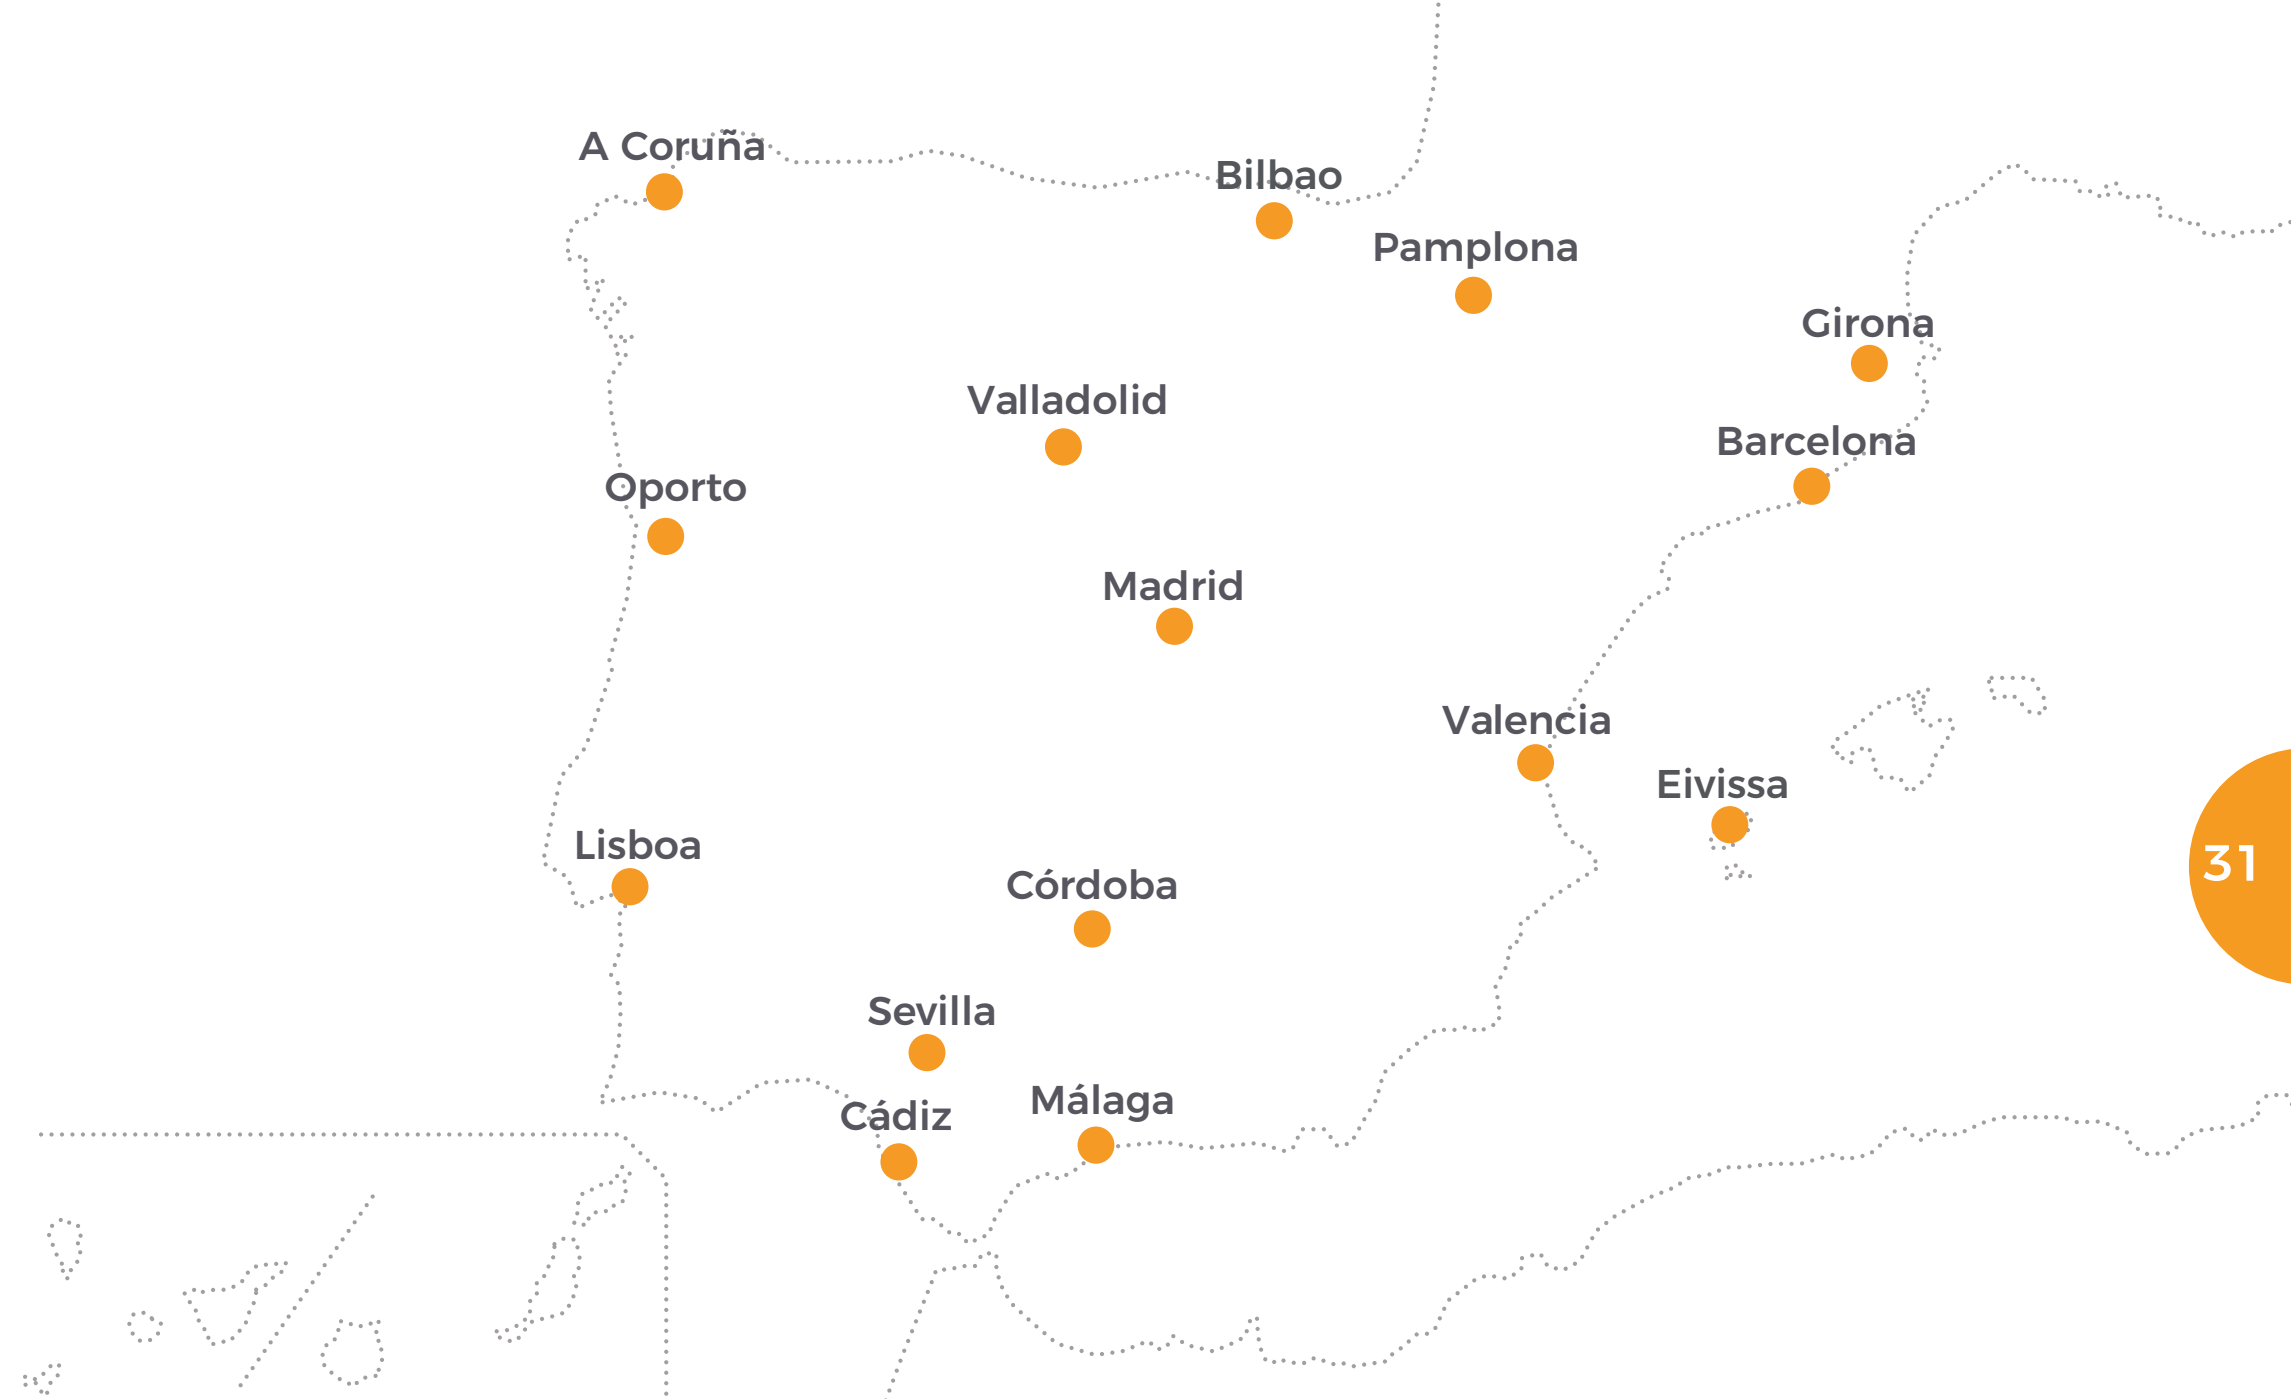 A Coruña
Bilbao
Pamplona
Girona
Valladolid
Barcelona
Oporto
Madrid
Valencia
Eivissa
Lisboa
31
Córdoba
Sevilla
Málaga
Cádiz